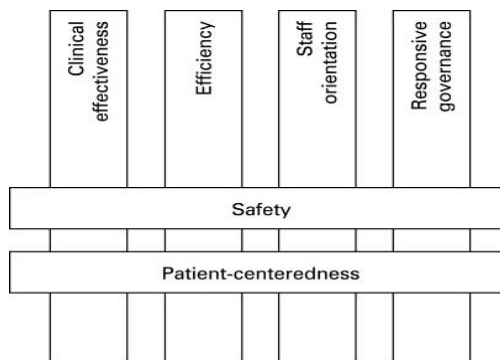 Clinical
effectiveness
Efficiency
Staff
orientation
Responsive
governance
Safety
Patient-centeredness